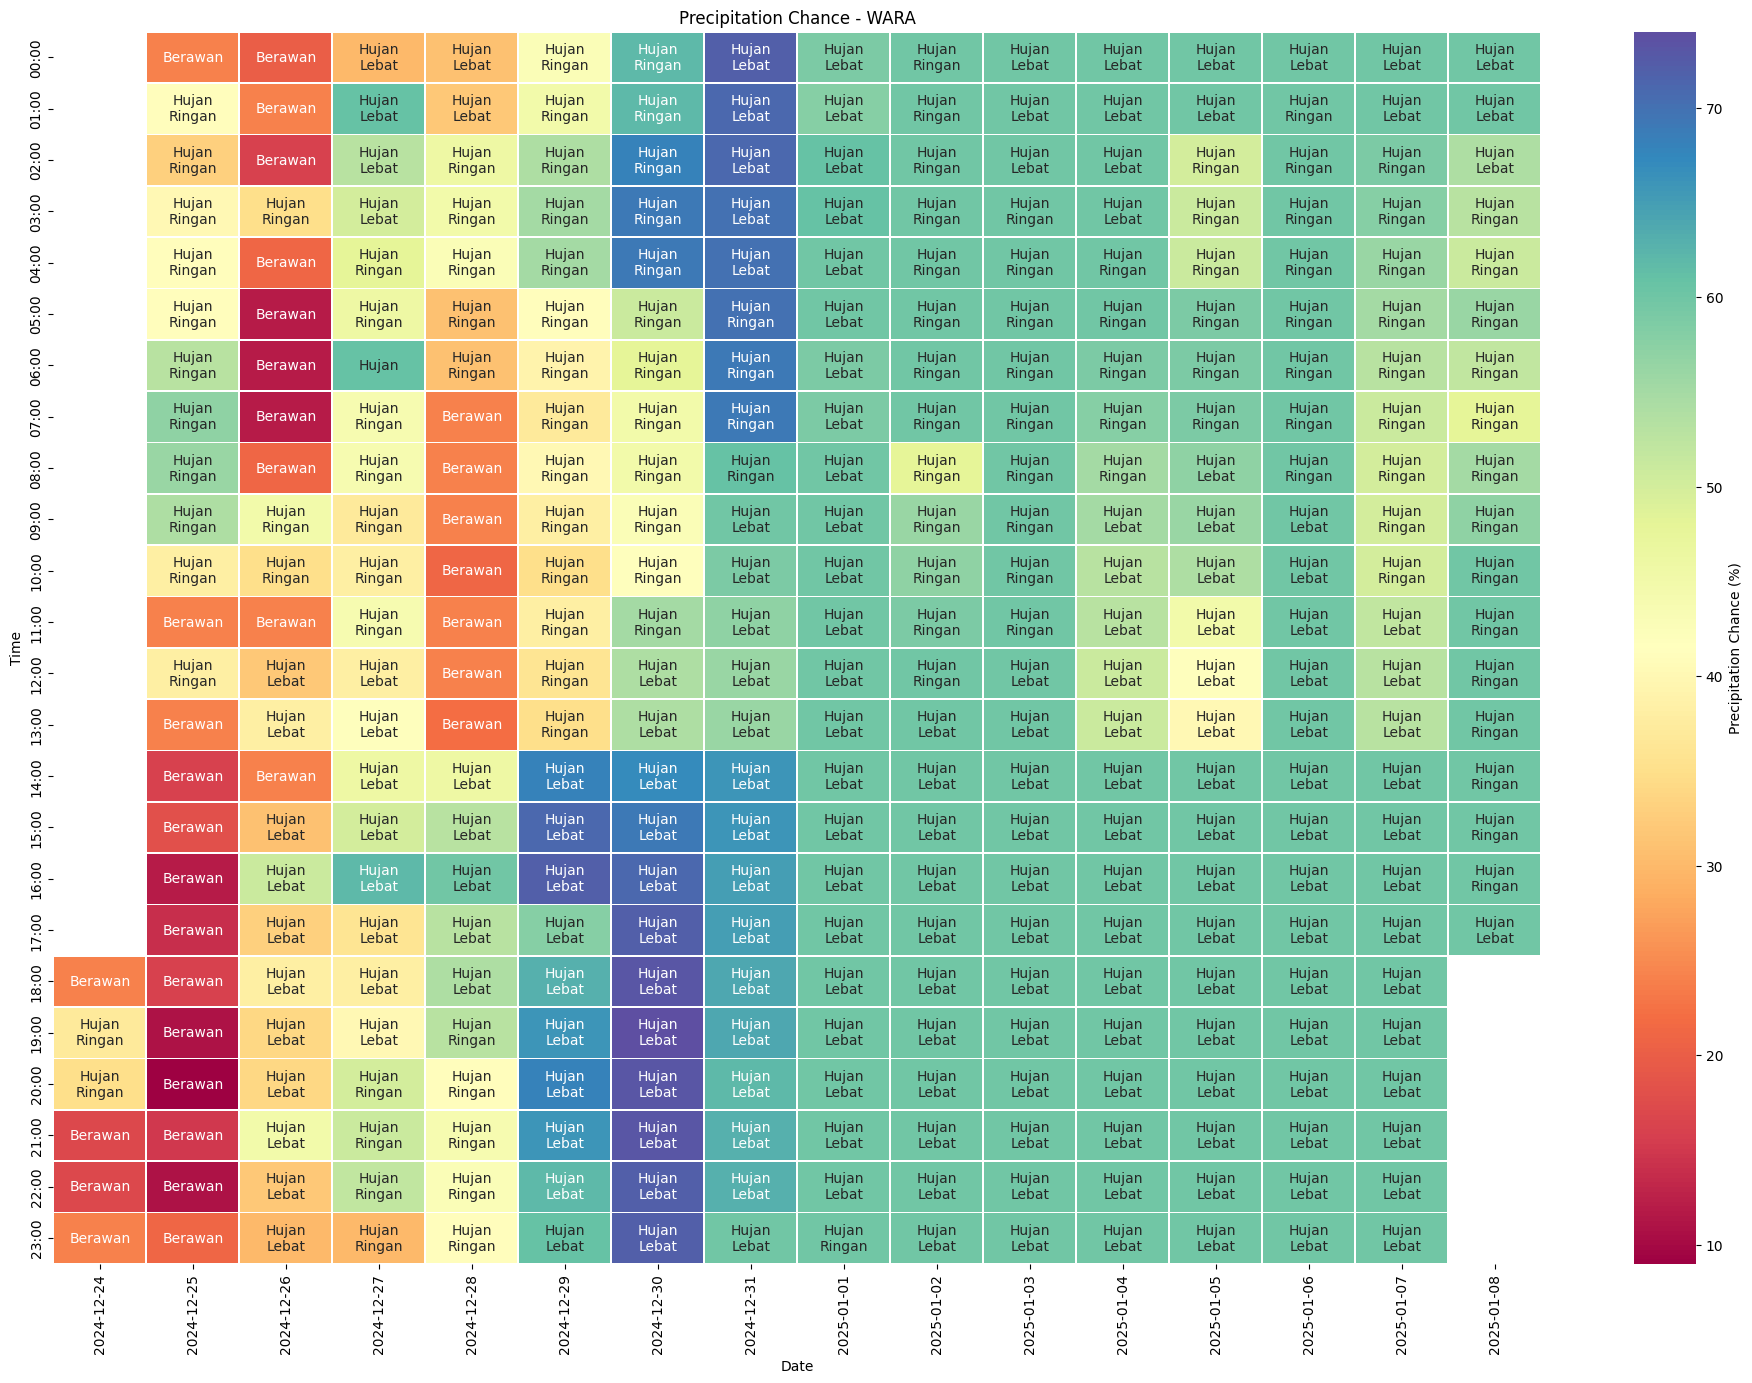 Precipitation Chance - WARA
00:00 Berawan Berawan Hujan Lebat Hujan Lebat Hujan Ringan Hujan Ringan Hujan Lebat Hujan Lebat Hujan Ringan Hujan Lebat Hujan Lebat Hujan Lebat Hujan Lebat Hujan Lebat Hujan Lebat
01:00 Hujan Ringan Berawan Hujan Lebat Hujan Lebat Hujan Ringan Hujan Ringan Hujan Lebat Hujan Lebat Hujan Ringan Hujan Lebat Hujan Lebat Hujan Lebat Hujan Ringan Hujan Lebat Hujan Lebat
02:00 Hujan Ringan Berawan Hujan Lebat Hujan Ringan Hujan Ringan Hujan Ringan Hujan Lebat Hujan Lebat Hujan Ringan Hujan Lebat Hujan Lebat Hujan Ringan Hujan Ringan Hujan Ringan Hujan Lebat
03:00 Hujan Ringan Hujan Ringan Hujan Lebat Hujan Ringan Hujan Ringan Hujan Ringan Hujan Lebat Hujan Lebat Hujan Ringan Hujan Ringan Hujan Lebat Hujan Ringan Hujan Ringan Hujan Ringan Hujan Ringan
04:00 Hujan Ringan Berawan Hujan Ringan Hujan Ringan Hujan Ringan Hujan Ringan Hujan Lebat Hujan Lebat Hujan Ringan Hujan Ringan Hujan Ringan Hujan Ringan Hujan Ringan Hujan Ringan Hujan Ringan
05:00 Hujan Ringan Berawan Hujan Ringan Hujan Ringan Hujan Ringan Hujan Ringan Hujan Ringan Hujan Lebat Hujan Ringan Hujan Ringan Hujan Ringan Hujan Ringan Hujan Ringan Hujan Ringan Hujan Ringan
06:00 Hujan Ringan Berawan Hujan Hujan Ringan Hujan Ringan Hujan Ringan Hujan Ringan Hujan Lebat Hujan Ringan Hujan Ringan Hujan Ringan Hujan Ringan Hujan Ringan Hujan Ringan Hujan Ringan
07:00 Hujan Ringan Berawan Hujan Ringan Berawan Hujan Ringan Hujan Ringan Hujan Ringan Hujan Lebat Hujan Ringan Hujan Ringan Hujan Ringan Hujan Ringan Hujan Ringan Hujan Ringan Hujan Ringan
08:00 Hujan Ringan Berawan Hujan Ringan Berawan Hujan Ringan Hujan Ringan Hujan Ringan Hujan Lebat Hujan Ringan Hujan Ringan Hujan Ringan Hujan Lebat Hujan Ringan Hujan Ringan Hujan Ringan
09:00 Hujan Ringan Hujan Ringan Hujan Ringan Berawan Hujan Ringan Hujan Ringan Hujan Lebat Hujan Lebat Hujan Ringan Hujan Ringan Hujan Lebat Hujan Lebat Hujan Lebat Hujan Ringan Hujan Ringan
10:00 Hujan Ringan Hujan Ringan Hujan Ringan Berawan Hujan Ringan Hujan Ringan Hujan Lebat Hujan Lebat Hujan Ringan Hujan Ringan Hujan Lebat Hujan Lebat Hujan Lebat Hujan Ringan Hujan Ringan
11:00 Berawan Berawan Hujan Ringan Berawan Hujan Ringan Hujan Ringan Hujan Lebat Hujan Lebat Hujan Ringan Hujan Ringan Hujan Lebat Hujan Lebat Hujan Lebat Hujan Lebat Hujan Ringan
12:00 Hujan Ringan Hujan Lebat Hujan Lebat Berawan Hujan Ringan Hujan Lebat Hujan Lebat Hujan Lebat Hujan Ringan Hujan Lebat Hujan Lebat Hujan Lebat Hujan Lebat Hujan Lebat Hujan Ringan
13:00 Berawan Hujan Lebat Hujan Lebat Berawan Hujan Ringan Hujan Lebat Hujan Lebat Hujan Lebat Hujan Lebat Hujan Lebat Hujan Lebat Hujan Lebat Hujan Lebat Hujan Lebat Hujan Ringan
14:00 Berawan Berawan Hujan Lebat Hujan Lebat Hujan Lebat Hujan Lebat Hujan Lebat Hujan Lebat Hujan Lebat Hujan Lebat Hujan Lebat Hujan Lebat Hujan Lebat Hujan Lebat Hujan Ringan
15:00 Berawan Hujan Lebat Hujan Lebat Hujan Lebat Hujan Lebat Hujan Lebat Hujan Lebat Hujan Lebat Hujan Lebat Hujan Lebat Hujan Lebat Hujan Lebat Hujan Lebat Hujan Lebat Hujan Ringan
16:00 Berawan Hujan Lebat Hujan Lebat Hujan Lebat Hujan Lebat Hujan Lebat Hujan Lebat Hujan Lebat Hujan Lebat Hujan Lebat Hujan Lebat Hujan Lebat Hujan Lebat Hujan Lebat Hujan Ringan
17:00 Berawan Hujan Lebat Hujan Lebat Hujan Lebat Hujan Lebat Hujan Lebat Hujan Lebat Hujan Lebat Hujan Lebat Hujan Lebat Hujan Lebat Hujan Lebat Hujan Lebat Hujan Lebat Hujan Lebat
18:00 Berawan Berawan Hujan Lebat Hujan Lebat Hujan Lebat Hujan Lebat Hujan Lebat Hujan Lebat Hujan Lebat Hujan Lebat Hujan Lebat Hujan Lebat Hujan Lebat Hujan Lebat Hujan Lebat
19:00 Hujan Ringan Berawan Hujan Lebat Hujan Lebat Hujan Ringan Hujan Lebat Hujan Lebat Hujan Lebat Hujan Lebat Hujan Lebat Hujan Lebat Hujan Lebat Hujan Lebat Hujan Lebat Hujan Lebat
20:00 Hujan Ringan Berawan Hujan Lebat Hujan Ringan Hujan Ringan Hujan Lebat Hujan Lebat Hujan Lebat Hujan Lebat Hujan Lebat Hujan Lebat Hujan Lebat Hujan Lebat Hujan Lebat Hujan Lebat
21:00 Berawan Berawan Hujan Lebat Hujan Ringan Hujan Ringan Hujan Lebat Hujan Lebat Hujan Lebat Hujan Lebat Hujan Lebat Hujan Lebat Hujan Lebat Hujan Lebat Hujan Lebat Hujan Lebat
22:00 Berawan Berawan Hujan Lebat Hujan Ringan Hujan Ringan Hujan Lebat Hujan Lebat Hujan Lebat Hujan Lebat Hujan Lebat Hujan Lebat Hujan Lebat Hujan Lebat Hujan Lebat Hujan Lebat
23:00 Berawan Berawan Hujan Lebat Hujan Ringan Hujan Ringan Hujan Lebat Hujan Lebat Hujan Lebat Hujan Ringan Hujan Lebat Hujan Lebat Hujan Lebat Hujan Lebat Hujan Lebat Hujan Lebat
Time
2024-12-24 2024-12-25 2024-12-26 2024-12-27 2024-12-28 2024-12-29 2024-12-30 2024-12-31 2025-01-01 2025-01-02 2025-01-03 2025-01-04 2025-01-05 2025-01-06 2025-01-07 2025-01-08
Date
70
60
50
40
30
20
10
Precipitation Chance (%)